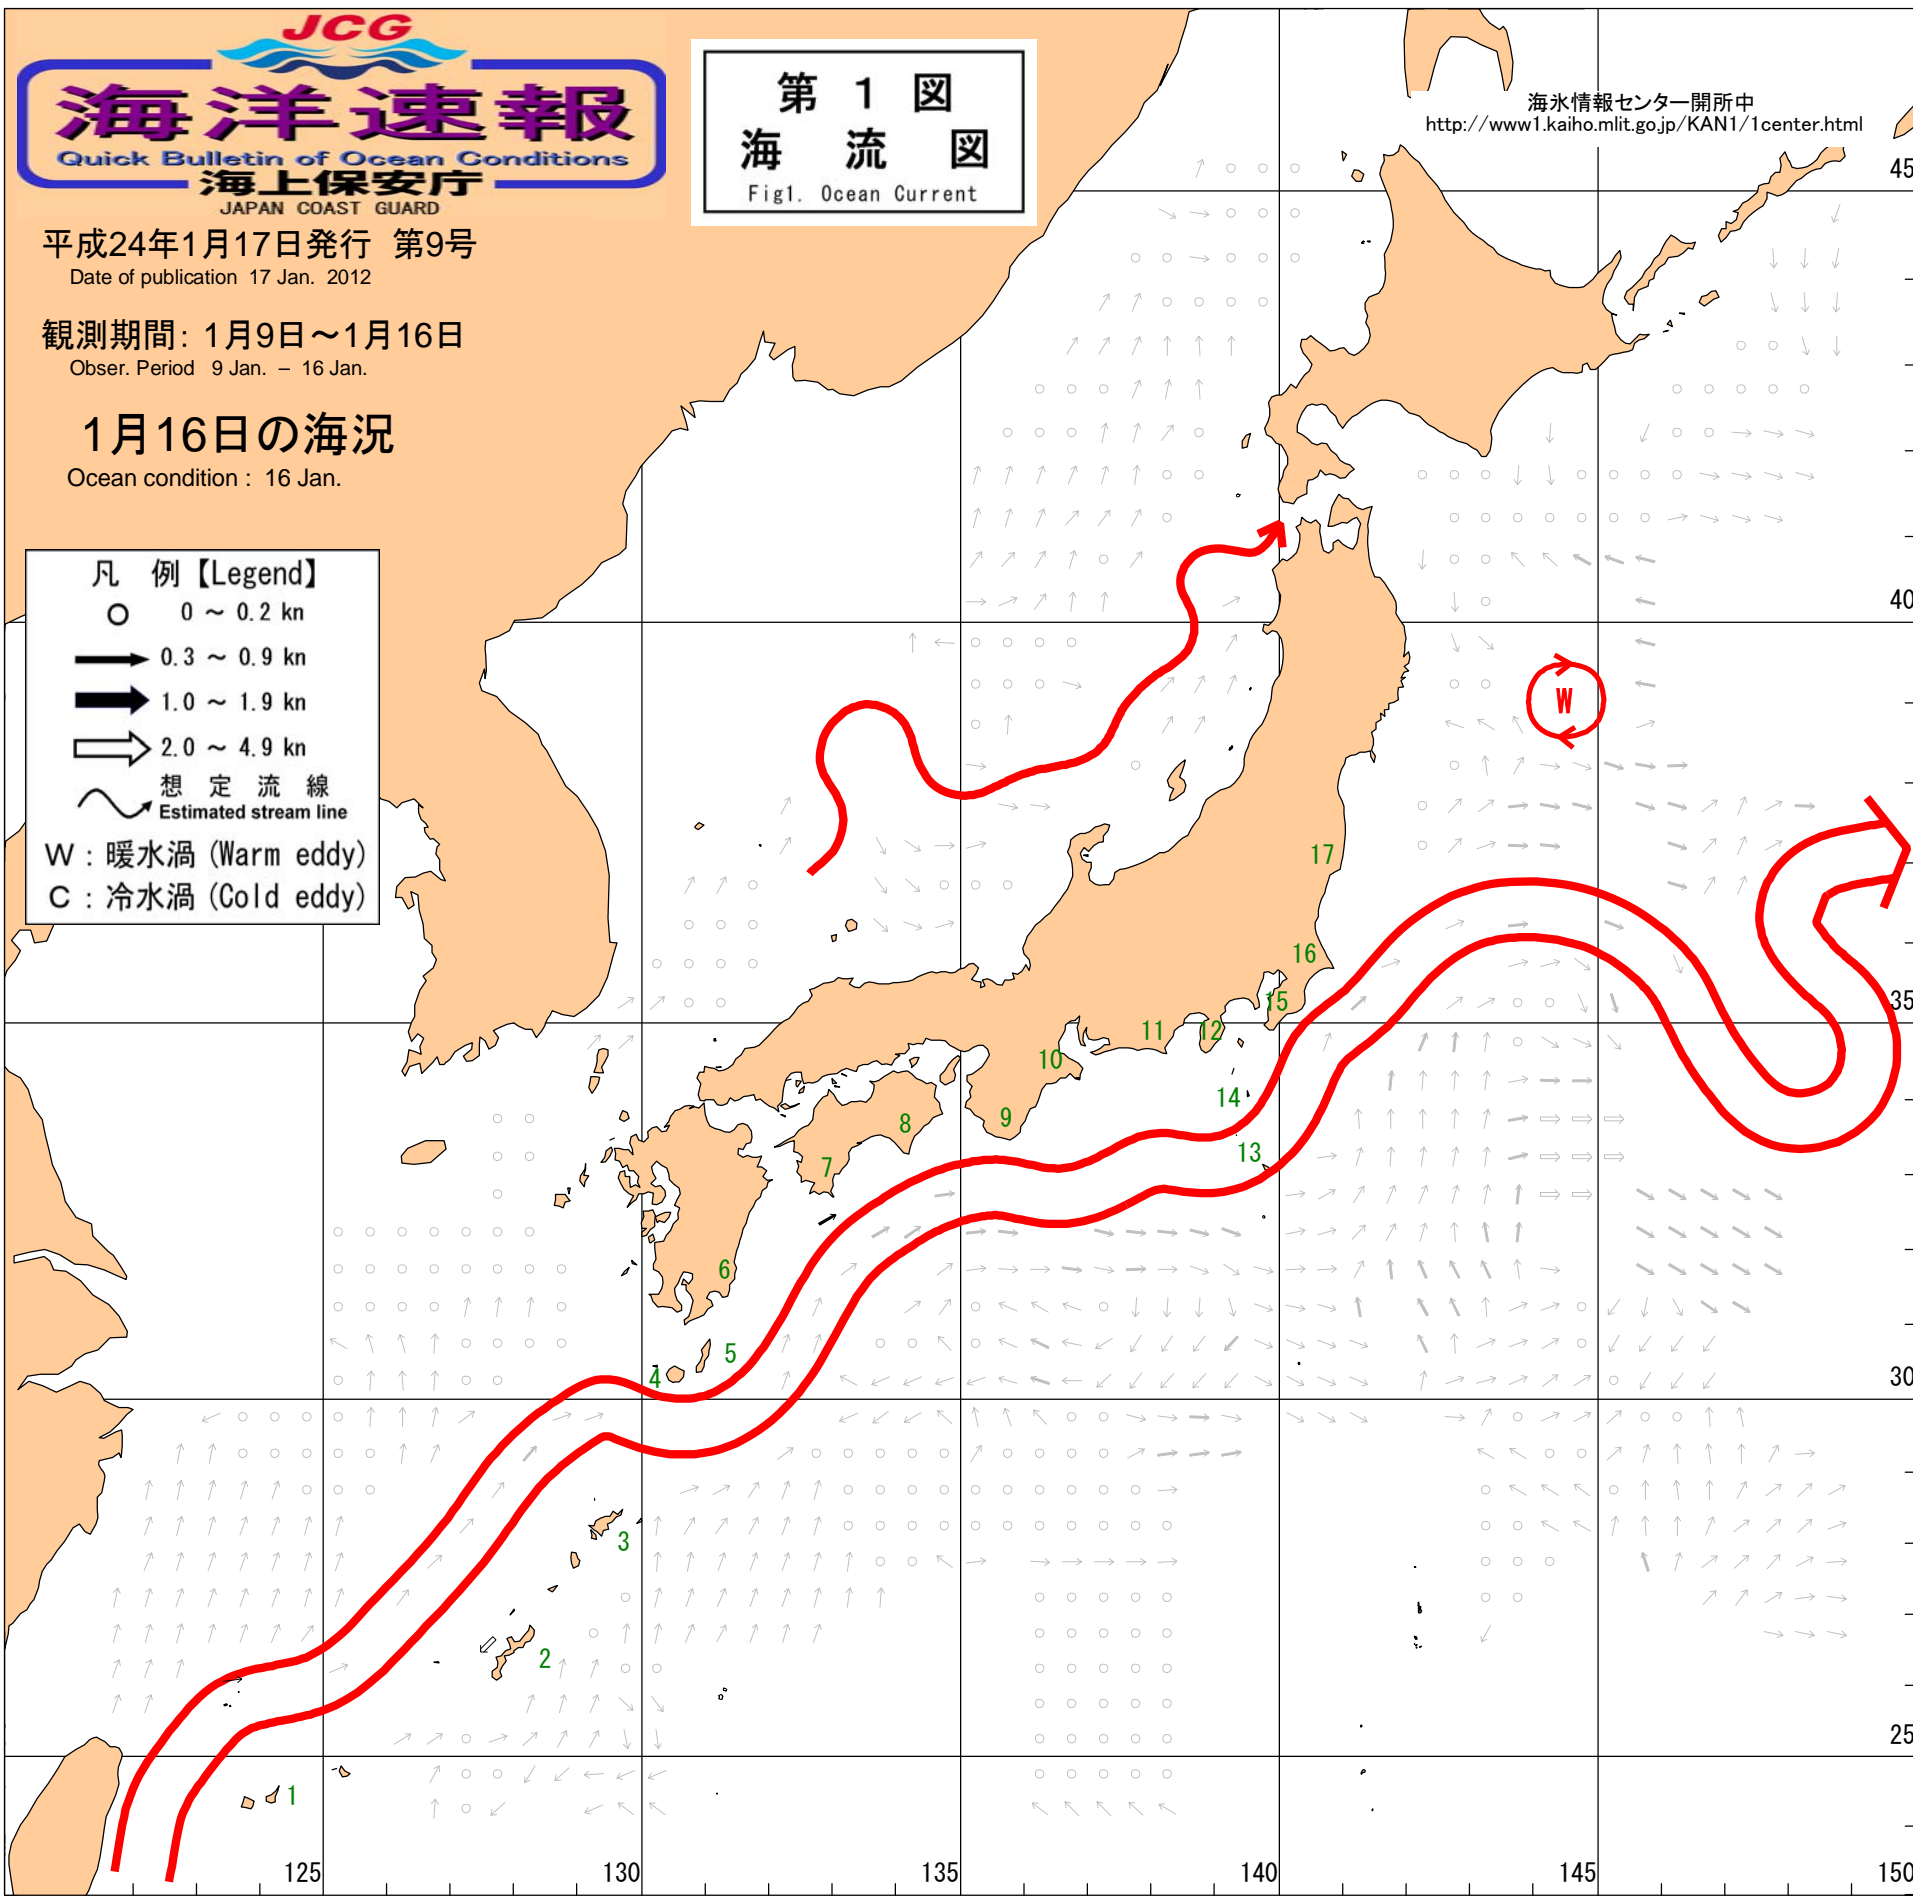 JCG
海洋速報
Quick Bulletin of Ocean Conditions
海上保安庁
JAPAN COAST GUARD
平成24年1月17日発行 第9号
Date of publication 17 Jan. 2012
観測期間: 1月9日～1月16日
Obser. Period 9 Jan. – 16 Jan.
1月16日の海況
Ocean condition : 16 Jan.
第 1 図
海 流 図
Fig1. Ocean Current
海氷情報センター開所中
http://www1.kaiho.mlit.go.jp/KAN1/1center.html
凡 例【Legend】
0 ～ 0.2 kn
0.3 ～ 0.9 kn
1.0 ～ 1.9 kn
2.0 ～ 4.9 kn
想 定 流 線
Estimated stream line
W : 暖水渦 (Warm eddy)
C : 冷水渦 (Cold eddy)
45
40
W
17
16
35
15
12
11
10
14
9
8
13
7
6
5
4
30
3
2
25
1
125
130
135
140
145
150